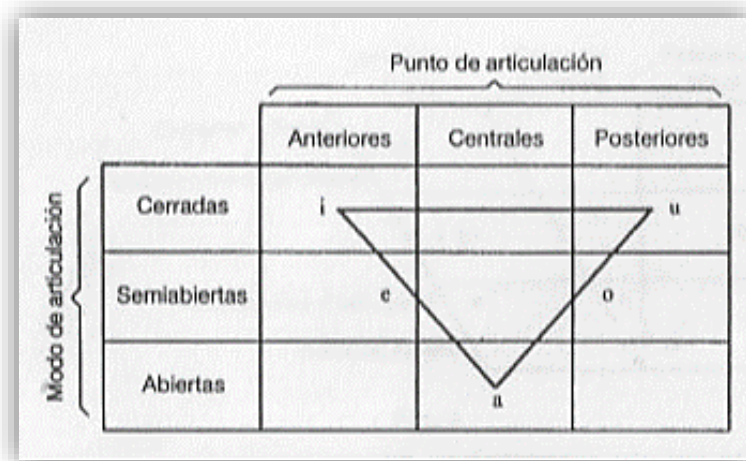 Punto de articulación
Anteriores Centrales Posteriores
Modo de articulación
Cerradas i u
Semiabiertas e o
Abiertas a